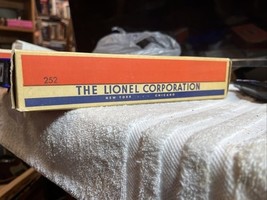 252
THE LIONEL CORPORATION
NEW YORK CHICAGO